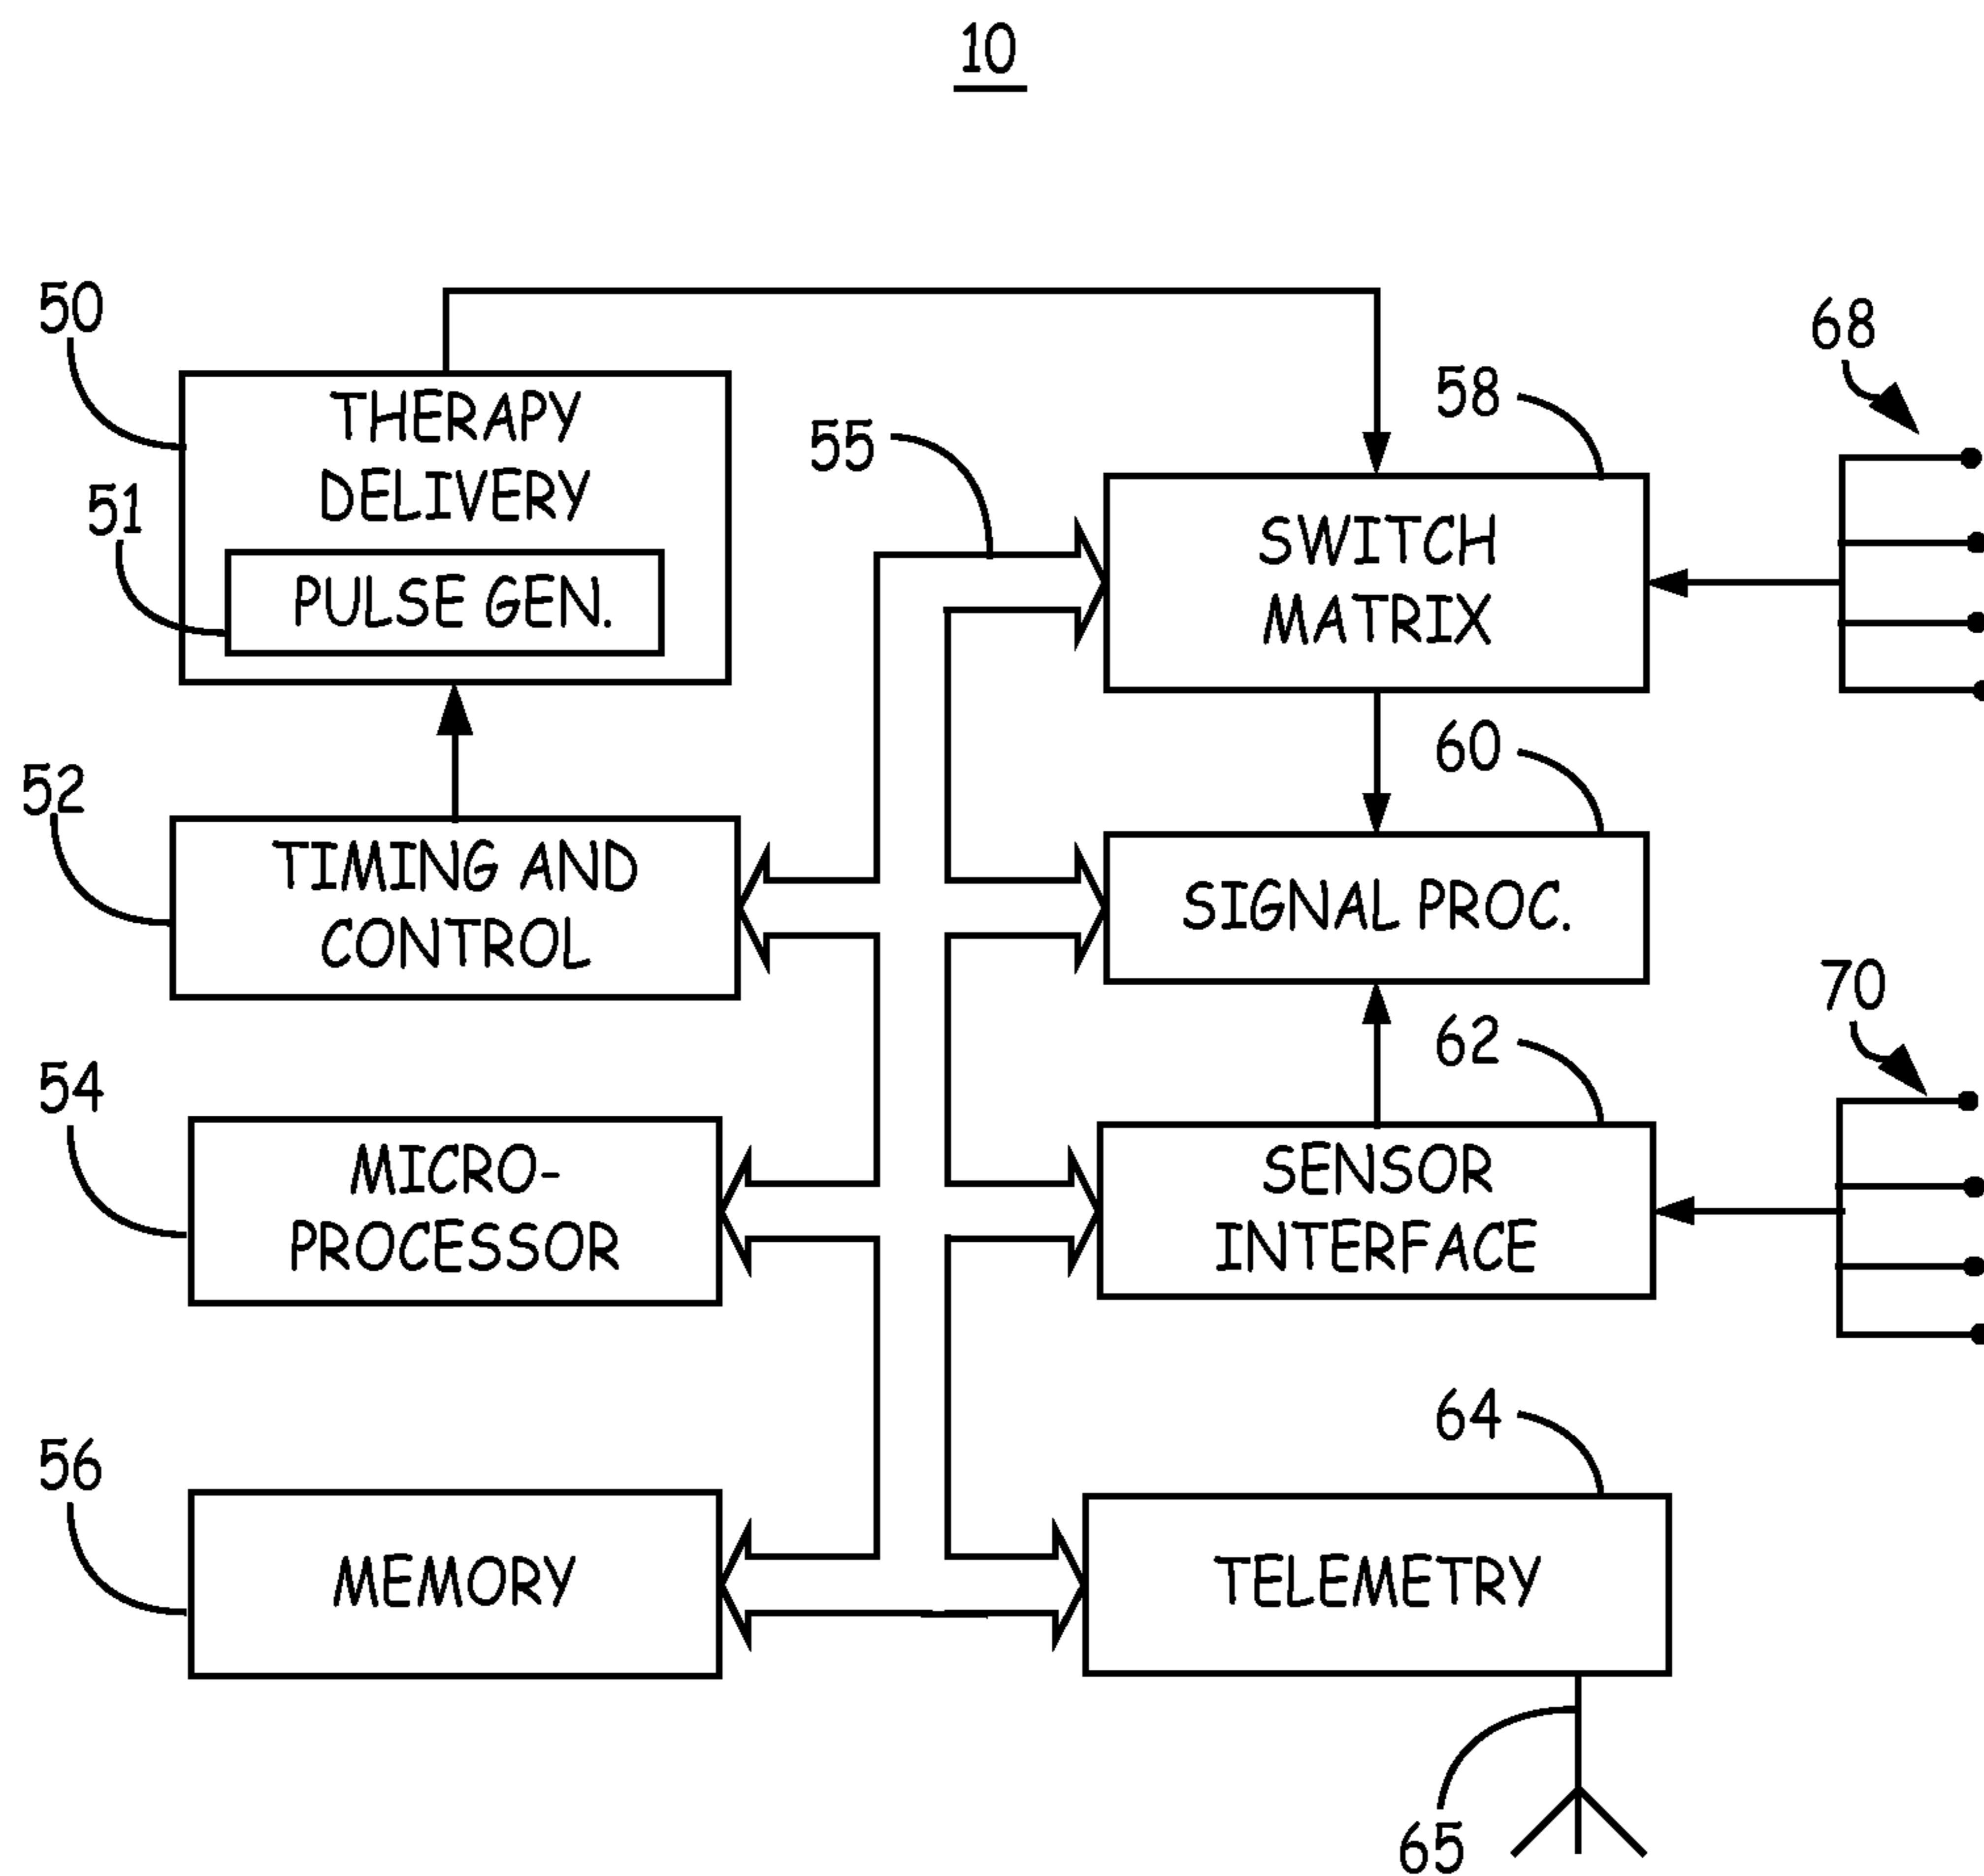 10
50
THERAPY
DELIVERY
51
PULSE GEN.
55
58
68
SWITCH
MATRIX
52
TIMING AND
CONTROL
60
SIGNAL PROC.
54
MICRO-
PROCESSOR
62
SENSOR
INTERFACE
70
56
MEMORY
64
TELEMETRY
65